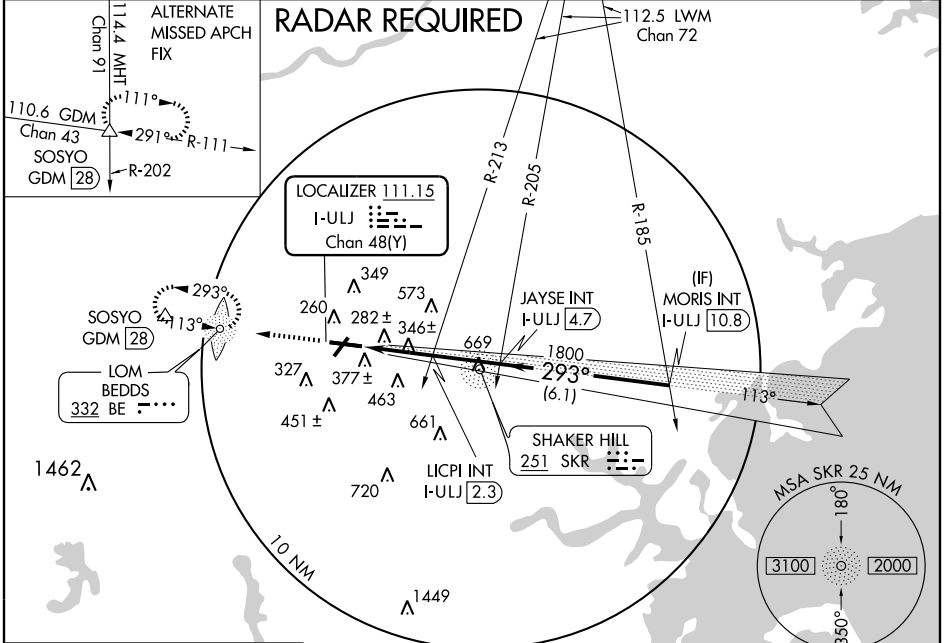 RADAR REQUIRED
ALTERNATE
MISSED APCH
FIX
114.4 MHT
Chan 91
111°
110.6 GDM
Chan 43
291°
R-111
SOSYO
GDM 28
R-202
112.5 LWM
Chan 72
R-213
R-205
R-185
LOCALIZER 111.15
I-ULJ
Chan 48(Y)
349
573
260
282 ±
346 ±
669
327
377 ±
463
451 ±
661
720
1462
1449
293°
113°
SOSYO
GDM 28
LOM
BEDDS
332 BE
JAYSE INT
I-ULJ 4.7
(IF)
MORIS INT
I-ULJ 10.8
1800
293°
(6.1)
113°
SHAKER HILL
251 SKR
LICPI INT
I-ULJ 2.3
10 NM
MSA SKR 25 NM
180°
3100
2000
350°